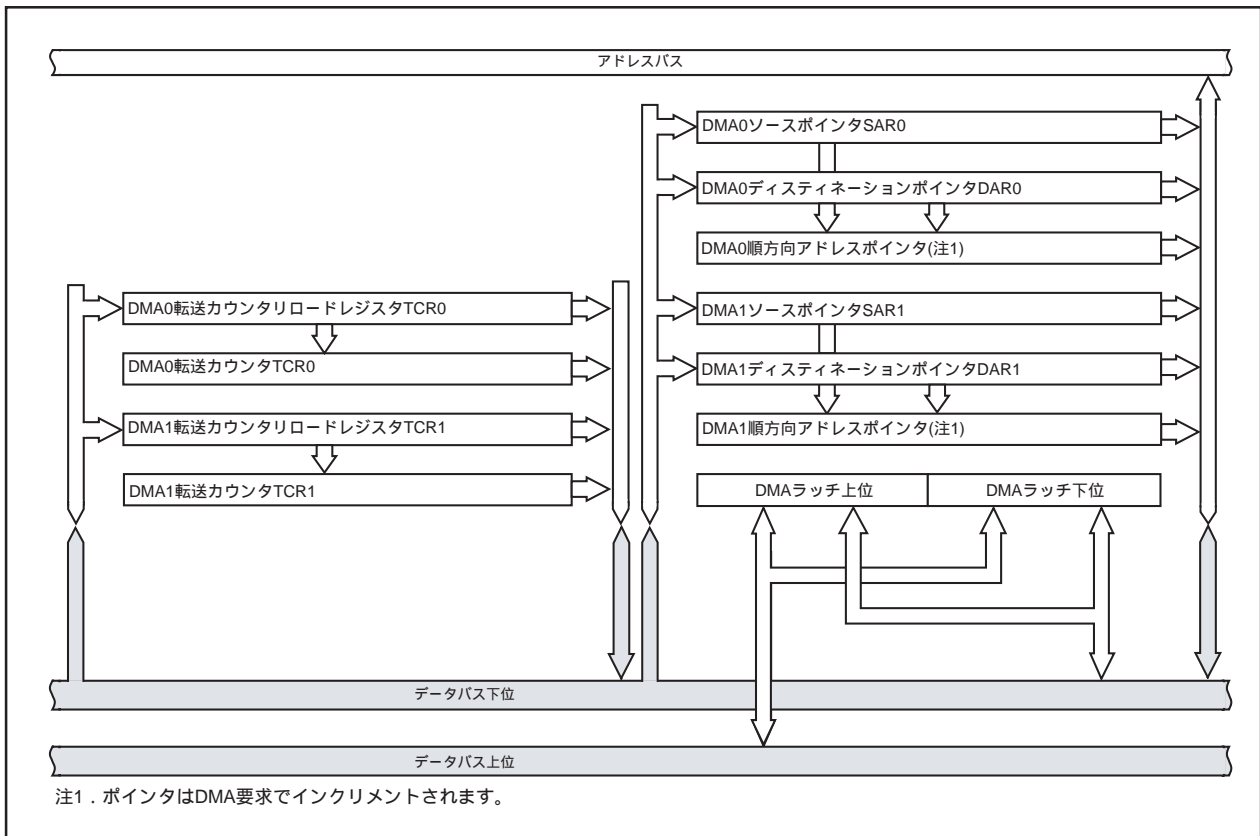 アドレスバス
DMA0ソースポインタSAR0
DMA0ディスティネーションポインタDAR0
DMA0順方向アドレスポインタ(注1)
DMA0転送カウンタリロードレジスタTCR0
DMA0転送カウンタTCR0
DMA1転送カウンタリロードレジスタTCR1
DMA1転送カウンタTCR1
DMA1ソースポインタSAR1
DMA1ディスティネーションポインタDAR1
DMA1順方向アドレスポインタ(注1)
DMAラッチ上位 DMAラッチ下位
データバス下位
データバス上位
注1．ポインタはDMA要求でインクリメントされます。